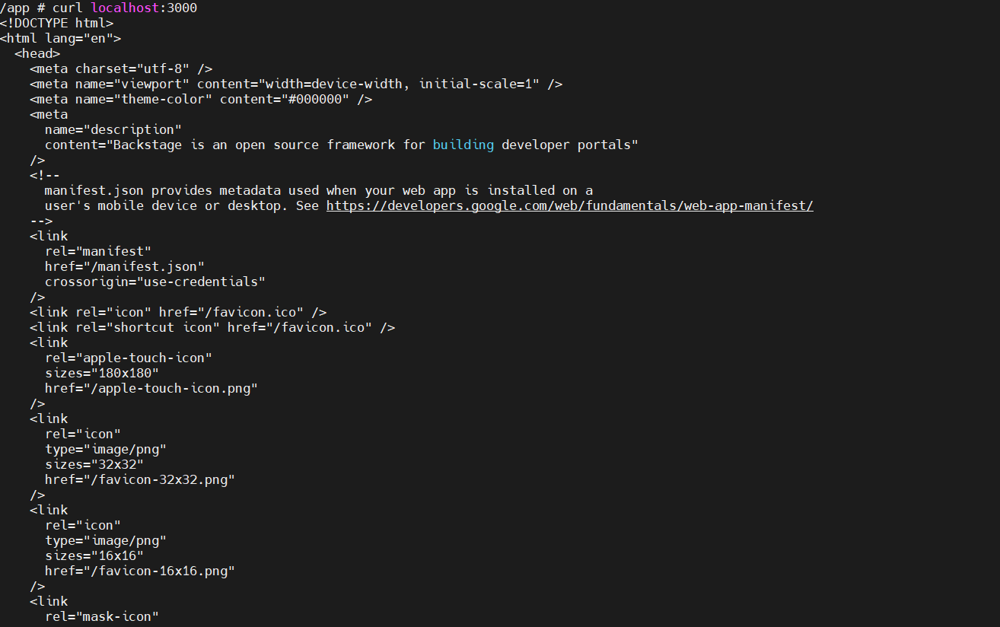 /app # curl localhost:3000
<!DOCTYPE html>
<html lang="en">
  <head>
    <meta charset="utf-8" />
    <meta name="viewport" content="width=device-width, initial-scale=1" />
    <meta name="theme-color" content="#000000" />
    <meta
      name="description"
      content="Backstage is an open source framework for building developer portals"
    />
    <!--
      manifest.json provides metadata used when your web app is installed on a
      user's mobile device or desktop. See https://developers.google.com/web/fundamentals/web-app-manifest/
    -->
    <link
      rel="manifest"
      href="/manifest.json"
      crossorigin="use-credentials"
    />
    <link rel="icon" href="/favicon.ico" />
    <link rel="shortcut icon" href="/favicon.ico" />
    <link
      rel="apple-touch-icon"
      sizes="180x180"
      href="/apple-touch-icon.png"
    />
    <link
      rel="icon"
      type="image/png"
      sizes="32x32"
      href="/favicon-32x32.png"
    />
    <link
      rel="icon"
      type="image/png"
      sizes="16x16"
      href="/favicon-16x16.png"
    />
    <link
      rel="mask-icon"